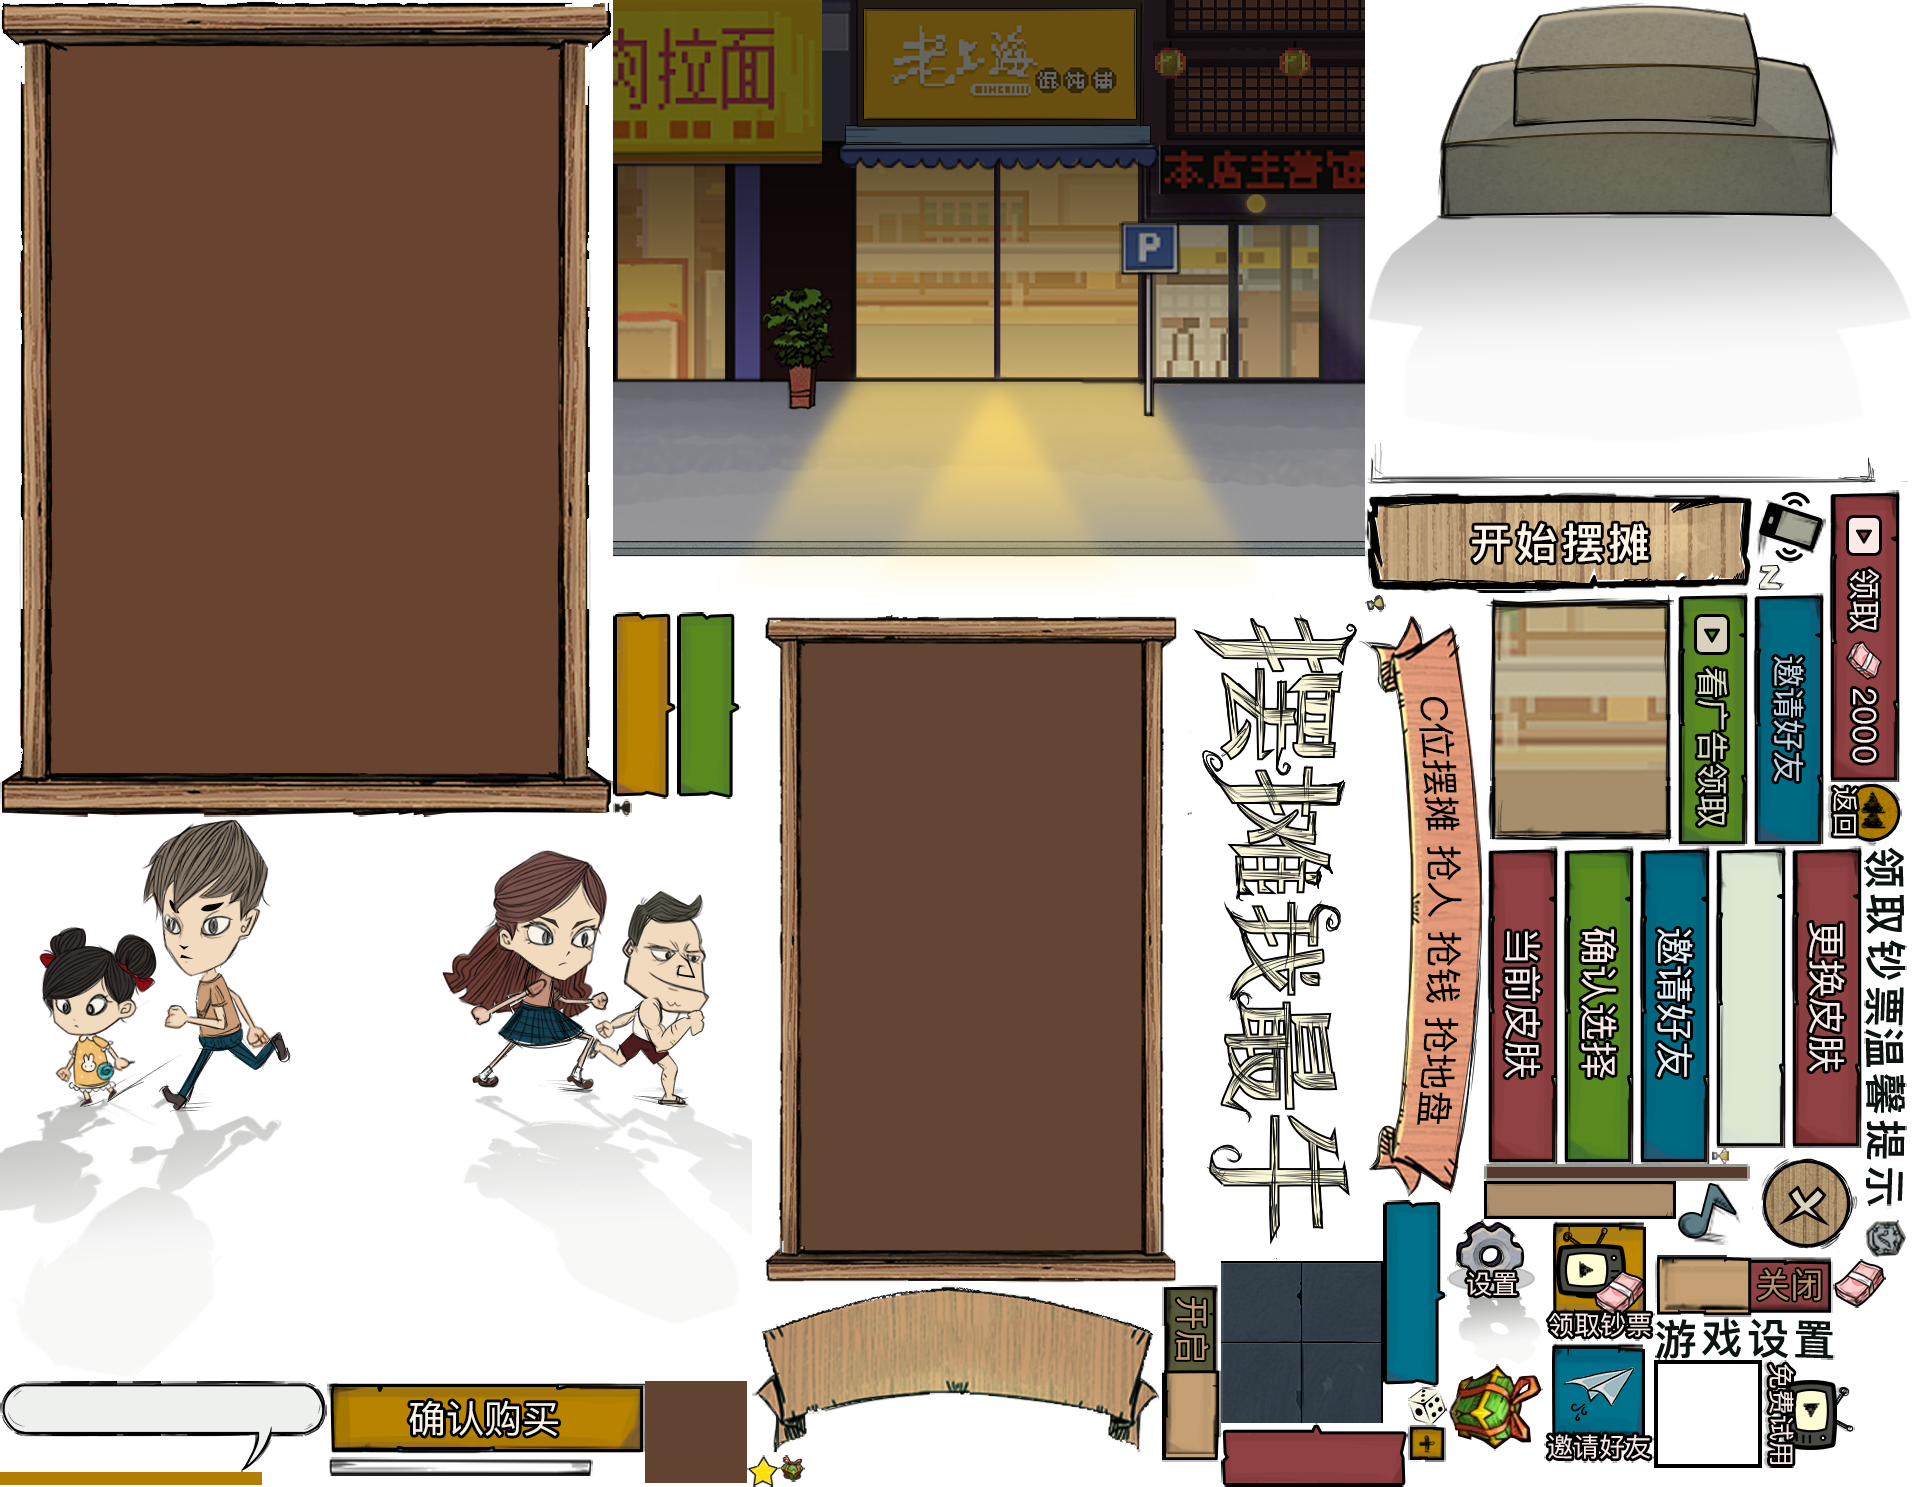 肉拉面
老上海
馄饨铺
本店主营
P
开始摆摊
Z
领取 2000
看广告领取
邀请好友
返回
摆摊我最牛
C位摆摊 抢人 抢钱 抢地盘
当前皮肤
确认选择
邀请好友
更换皮肤
领取钞票温馨提示
设置
领取钞票
关闭
游戏设置
开启
邀请好友
免费试用
确认购买